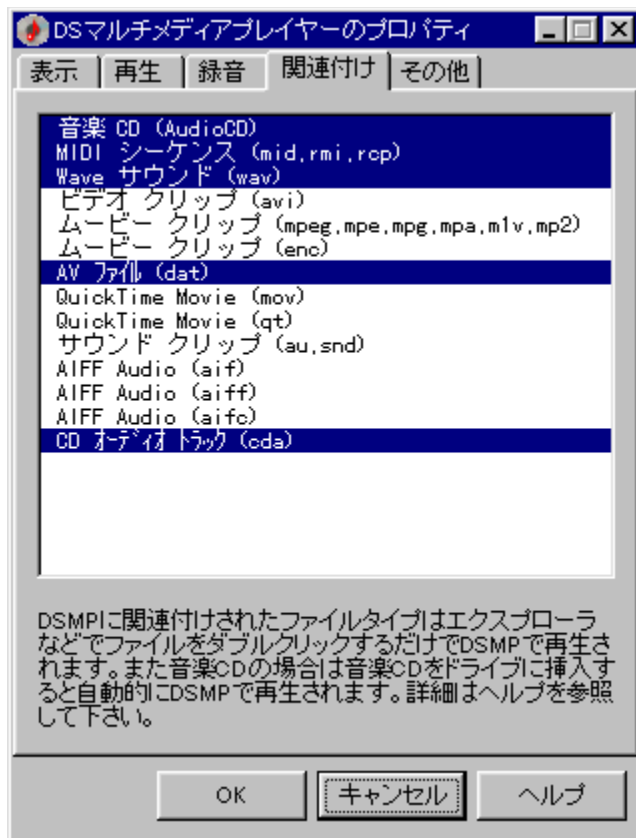 DSマルチメディアプレイヤーのプロパティ
表示 再生 録音 関連付け その他
音楽 CD (AudioCD)
MIDI シーケンス (mid,rmi,rcp)
Wave サウンド (wav)
ビデオ クリップ (avi)
ムービー クリップ (mpeg,mpe,mpg,mpa,m1v,mp2)
ムービー クリップ (enc)
AV ファイル (dat)
QuickTime Movie (mov)
QuickTime Movie (qt)
サウンド クリップ (au,snd)
AIFF Audio (aif)
AIFF Audio (aiff)
AIFF Audio (aifc)
CD オーディオ トラック (cda)
DSMPに関連付けされたファイルタイプはエクスプローラ
などでファイルをダブルクリックするだけでDSMPで再生さ
れます。また音楽CDの場合は音楽CDをドライブに挿入す
ると自動的にDSMPで再生されます。詳細はヘルプを参照
して下さい。
OK キャンセル ヘルプ